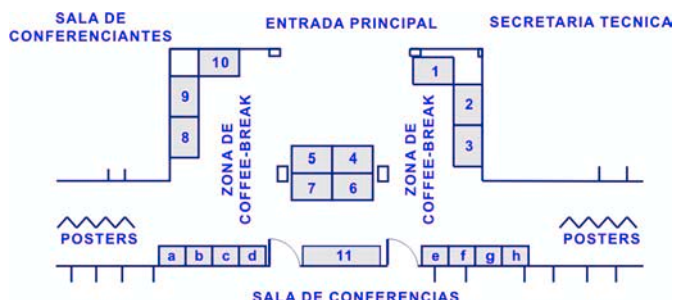 SALA DE
CONFERENCIANTES
ENTRADA PRINCIPAL
SECRETARIA TECNICA
10
1
9
2
8
3
ZONA DE
COFFEE-BREAK
5 4
7 6
ZONA DE
COFFEE-BREAK
POSTERS
POSTERS
a b c d
11
e f g h
SALA DE CONFERENCIAS